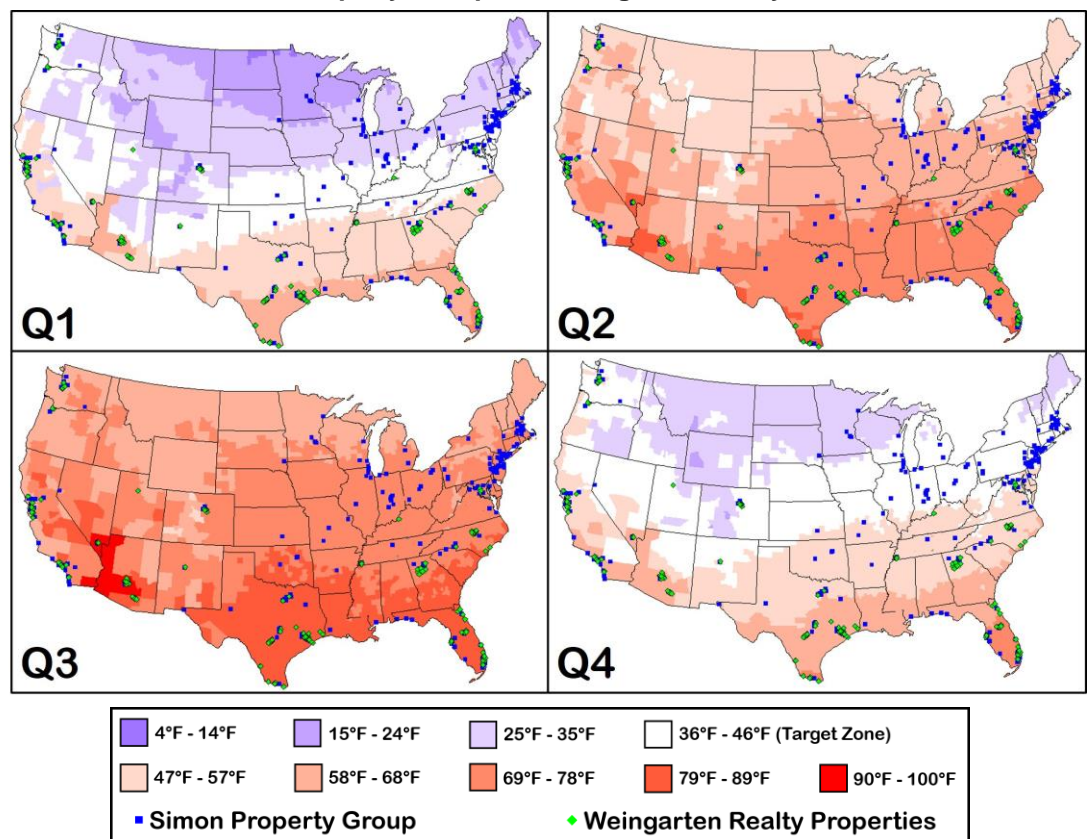 Q1
Q2
Q3
Q4
4°F - 14°F
15°F - 24°F
25°F - 35°F
36°F - 46°F (Target Zone)
47°F - 57°F
58°F - 68°F
69°F - 78°F
79°F - 89°F
90°F - 100°F
Simon Property Group
Weingarten Realty Properties